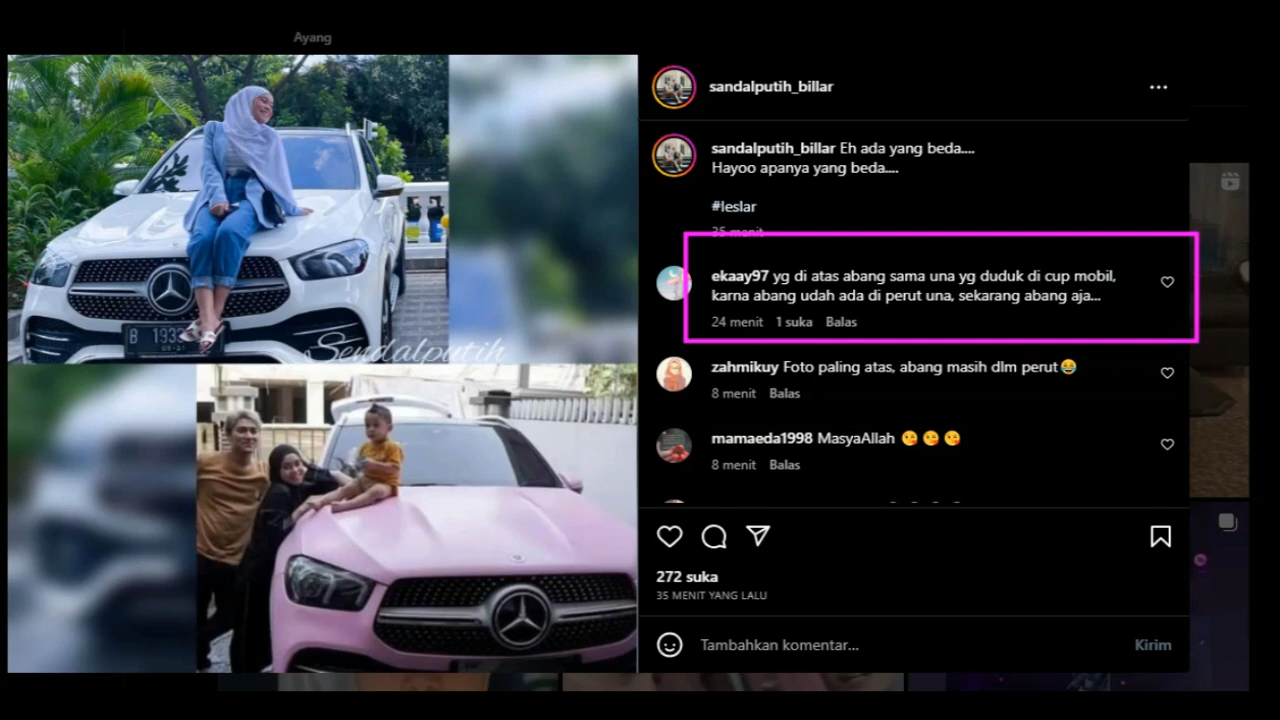 Ayang
sandalputih_billar
sandalputih_billar Eh ada yang beda....
Hayoo apanya yang beda....
#leslar
35 menit
ekaay97 yg di atas abang sama una yg duduk di cup mobil,
karna abang udah ada di perut una, sekarang abang aja...
24 menit 1 suka Balas
zahmikuy Foto paling atas, abang masih dlm perut😂
8 menit Balas
mamaeda1998 MasyaAllah 😘😘😘
8 menit Balas
272 suka
35 MENIT YANG LALU
Tambahkan komentar... Kirim
B 1933
Sendalputih